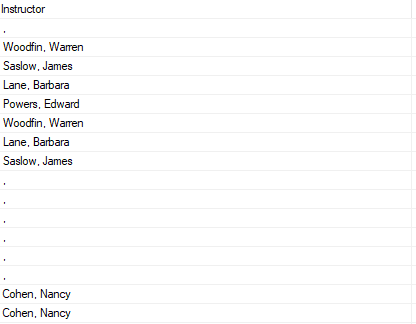 Instructor
,
Woodfin, Warren
Saslow, James
Lane, Barbara
Powers, Edward
Woodfin, Warren
Lane, Barbara
Saslow, James
,
,
,
,
,
,
Cohen, Nancy
Cohen, Nancy